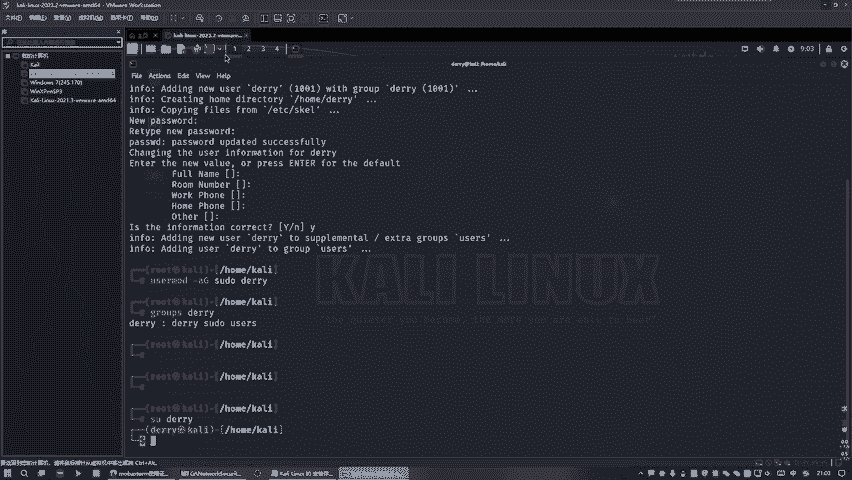 kali-linux-2023.2-vmware-amd64 - VMware Workstation
Kali
Windows 7(245.170)
WinXPenSP3
Kali-Linux-2021.3-vmware-amd64
kali-linux-2023.2-vmware-...
1 2 3 4
9:03
derry@kali: /home/kali
File Actions Edit View Help
info: Adding new user `derry' (1001) with group `derry (1001)' ...
info: Creating home directory `/home/derry' ...
info: Copying files from `/etc/skel' ...
New password:
Retype new password:
passwd: password updated successfully
Changing the user information for derry
Enter the new value, or press ENTER for the default
Full Name []:
Room Number []:
Work Phone []:
Home Phone []:
Other []:
Is the information correct? [Y/n] y
info: Adding new user `derry' to supplemental / extra groups `users' ...
info: Adding user `derry' to group `users' ...
(root㉿kali)-[/home/kali]
usermod -aG sudo derry
(root㉿kali)-[/home/kali]
groups derry
derry : derry sudo users
(root㉿kali)-[/home/kali]
(root㉿kali)-[/home/kali]
(root㉿kali)-[/home/kali]
su derry
(derry㉿kali)-[/home/kali]
$
KALI LINUX
21:03